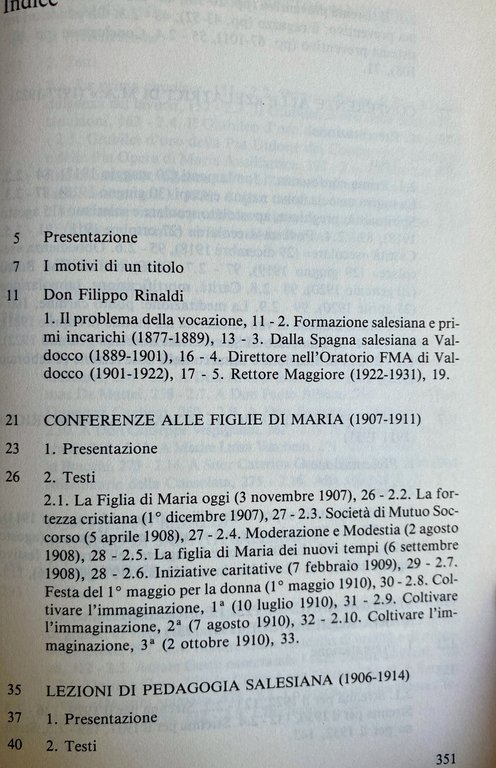 Indice
5 Presentazione
7 I motivi di un titolo
11 Don Filippo Rinaldi
1. Il problema della vocazione, 11 - 2. Formazione salesiana e pri-
mi incarichi (1877-1889), 13 - 3. Dalla Spagna salesiana a Val-
docco (1889-1901), 16 - 4. Direttore nell'Oratorio FMA di Val-
docco (1901-1922), 17 - 5. Rettore Maggiore (1922-1931), 19.
21 CONFERENZE ALLE FIGLIE DI MARIA (1907-1911)
23 1. Presentazione
26 2. Testi
2.1. La Figlia di Maria oggi (3 novembre 1907), 26 - 2.2. La for-
tezza cristiana (1° dicembre 1907), 27 - 2.3. Società di Mutuo Soc-
corso (5 aprile 1908), 27 - 2.4. Moderazione e Modestia (2 agosto
1908), 28 - 2.5. La figlia di Maria dei nuovi tempi (6 settembre
1908), 28 - 2.6. Iniziative caritative (7 febbraio 1909), 29 - 2.7.
Festa del 1° maggio per la donna (1° maggio 1910), 30 - 2.8. Col-
tivare l'immaginazione, 1ª (10 luglio 1910), 31 - 2.9. Coltivare
l'immaginazione, 2ª (7 agosto 1910), 32 - 2.10. Coltivare l'im-
maginazione, 3ª (2 ottobre 1910), 33.
35 LEZIONI DI PEDAGOGIA SALESIANA (1906-1914)
37 1. Presentazione
40 2. Testi
351